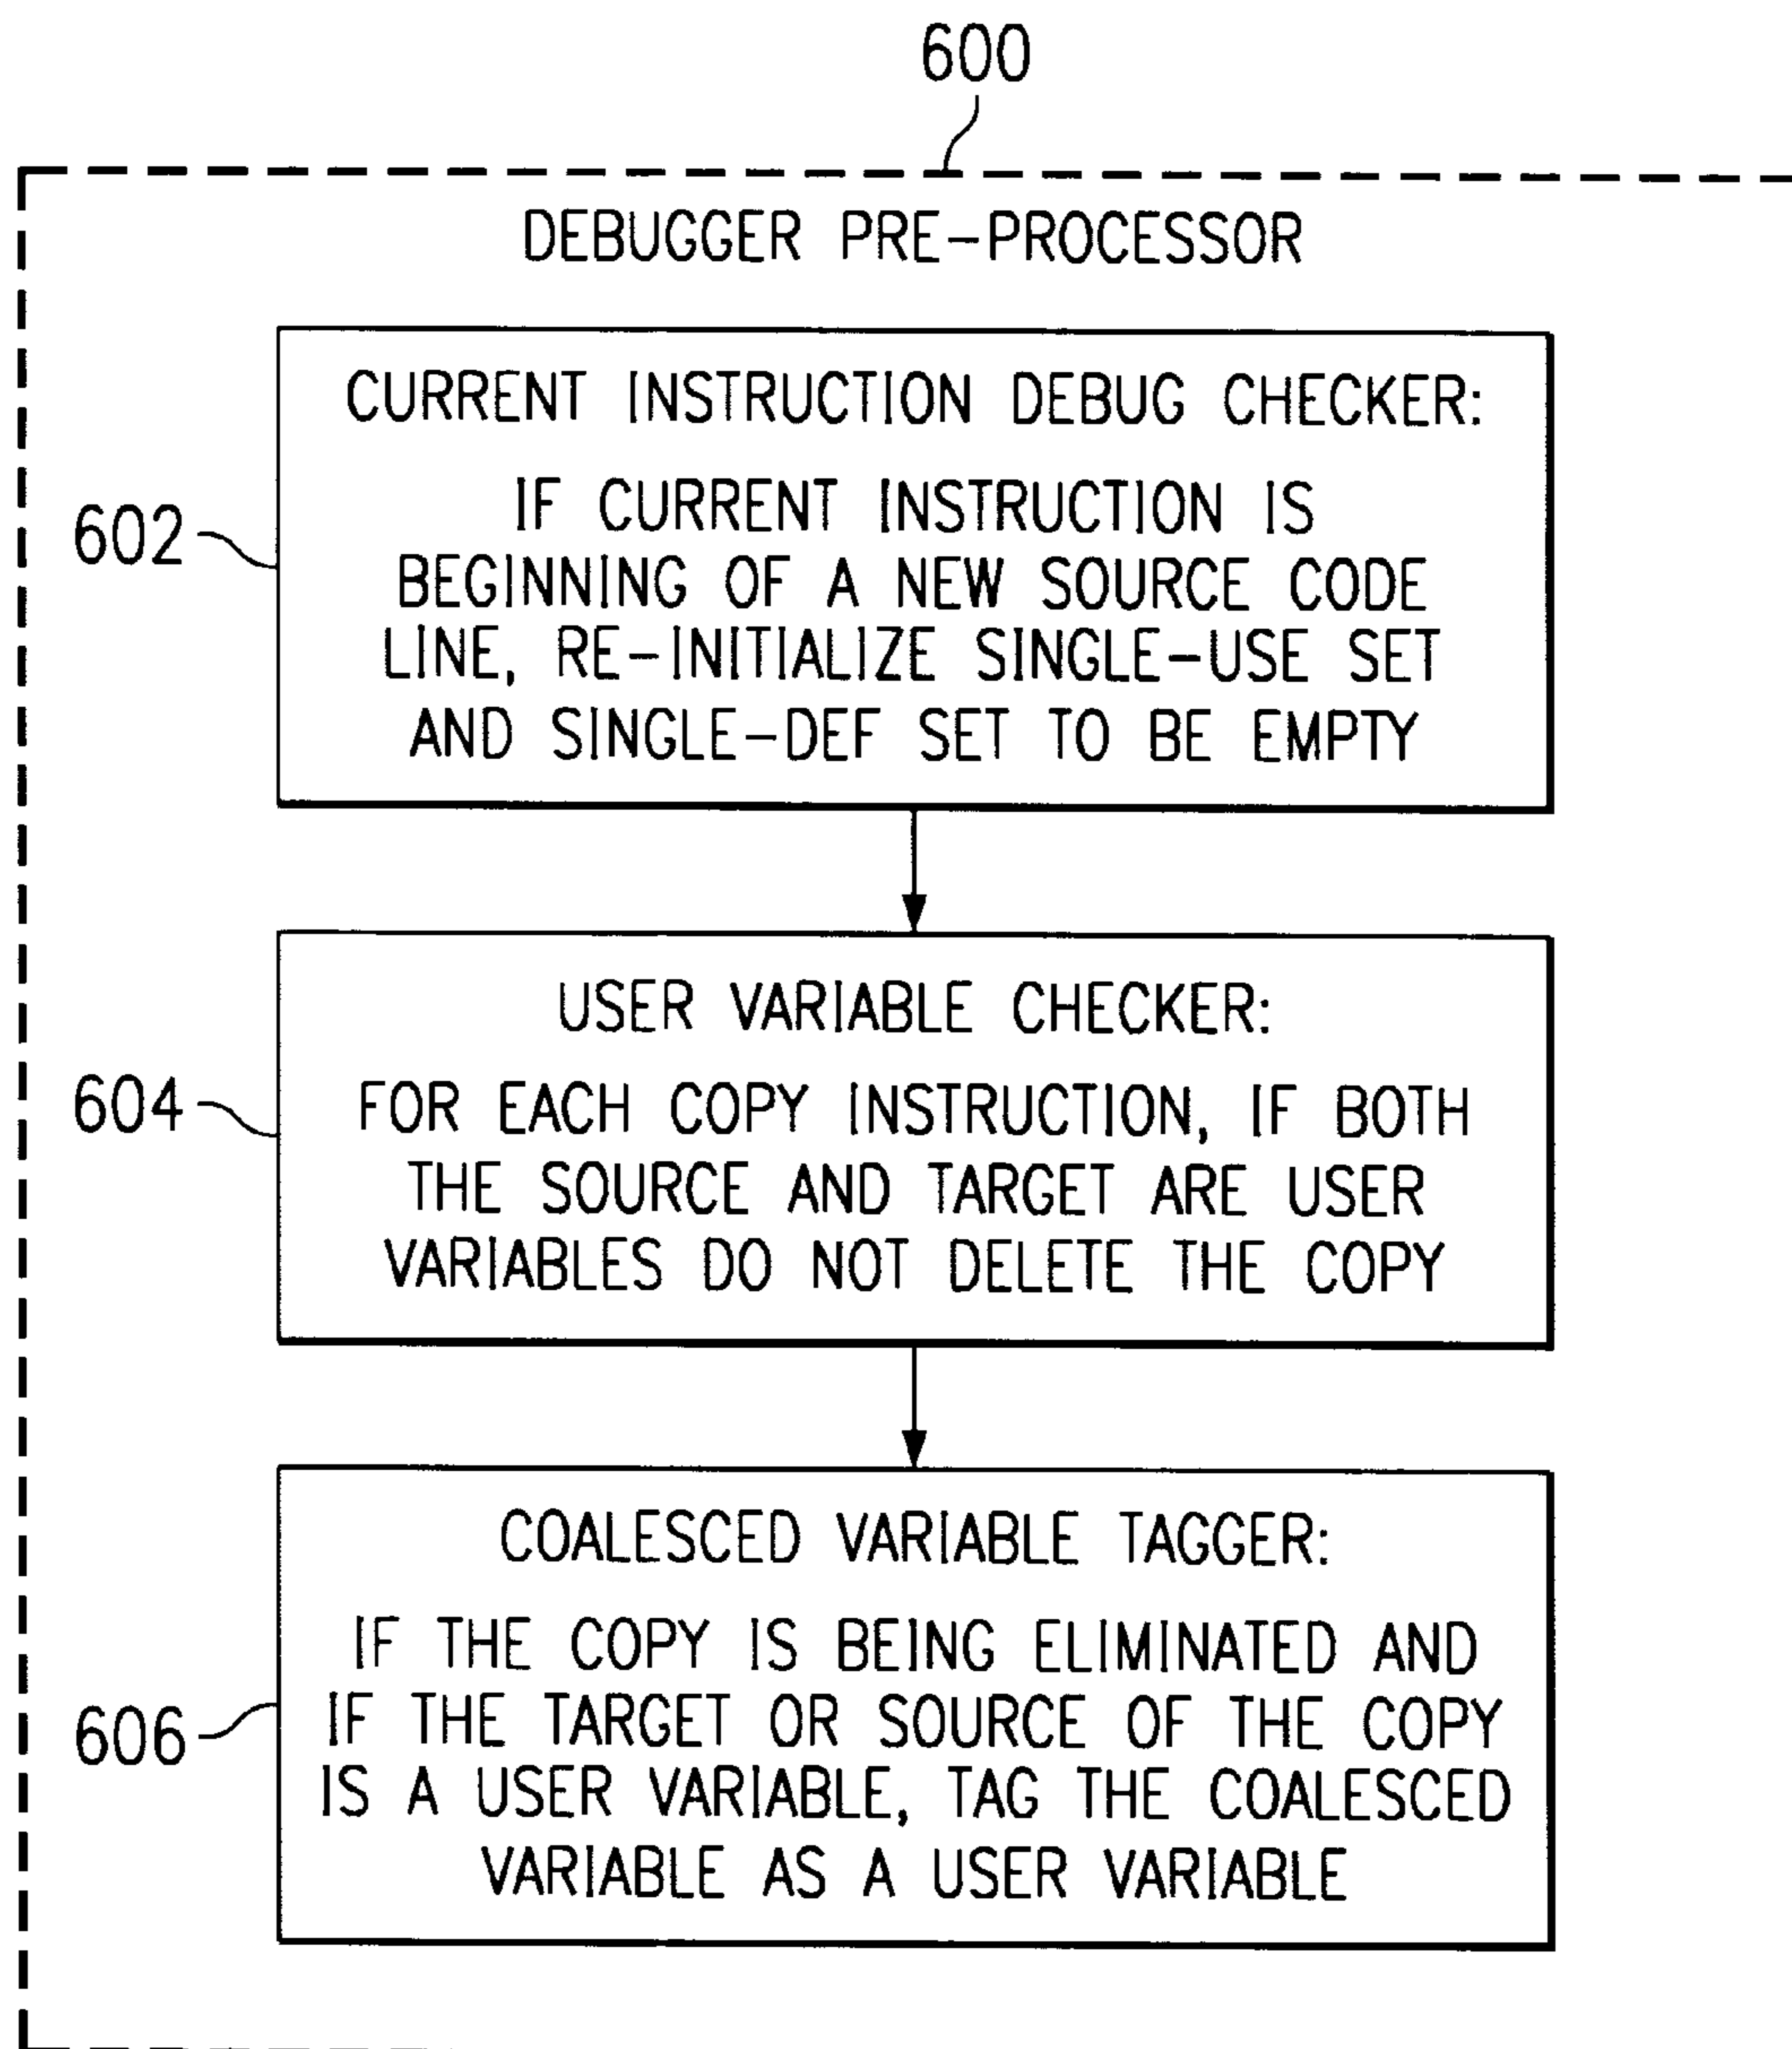 600
DEBUGGER PRE-PROCESSOR
CURRENT INSTRUCTION DEBUG CHECKER:
IF CURRENT INSTRUCTION IS
BEGINNING OF A NEW SOURCE CODE
LINE, RE-INITIALIZE SINGLE-USE SET
AND SINGLE-DEF SET TO BE EMPTY
602
USER VARIABLE CHECKER:
FOR EACH COPY INSTRUCTION, IF BOTH
THE SOURCE AND TARGET ARE USER
VARIABLES DO NOT DELETE THE COPY
604
COALESCED VARIABLE TAGGER:
IF THE COPY IS BEING ELIMINATED AND
IF THE TARGET OR SOURCE OF THE COPY
IS A USER VARIABLE, TAG THE COALESCED
VARIABLE AS A USER VARIABLE
606